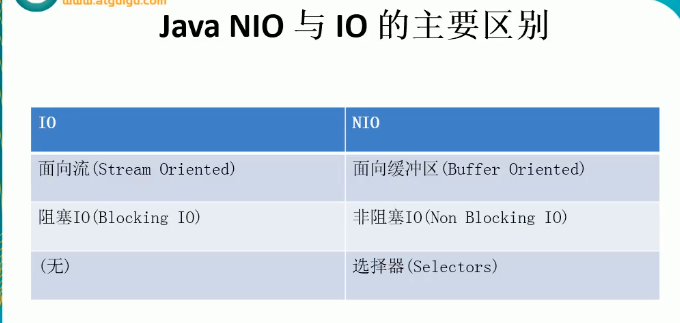 www.atguigu.com
Java NIO 与 IO 的主要区别
IO
NIO
面向流(Stream Oriented)
面向缓冲区(Buffer Oriented)
阻塞IO(Blocking IO)
非阻塞IO(Non Blocking IO)
(无)
选择器(Selectors)